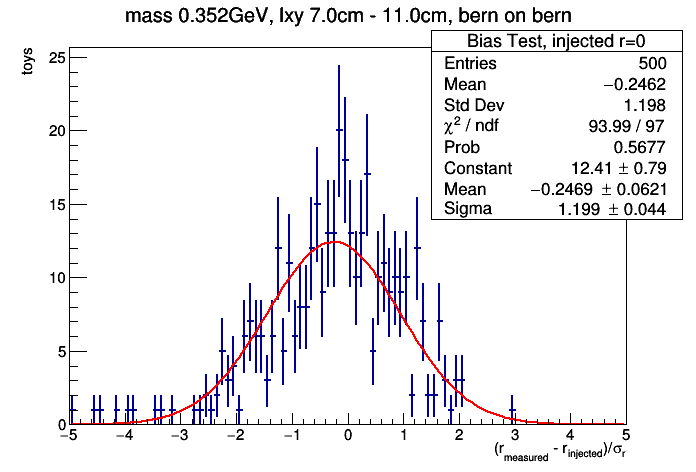 mass 0.352GeV, lxy 7.0cm - 11.0cm, bern on bern
toys
Bias Test, injected r=0
Entries 500
Mean −0.2462
Std Dev 1.198
χ² / ndf 93.99 / 97
Prob 0.5677
Constant 12.41 ± 0.79
Mean −0.2469 ± 0.0621
Sigma 1.199 ± 0.044
25
20
15
10
5
0
−5 −4 −3 −2 −1 0 1 2 3 4 5
(r_measured - r_injected)/σ_r